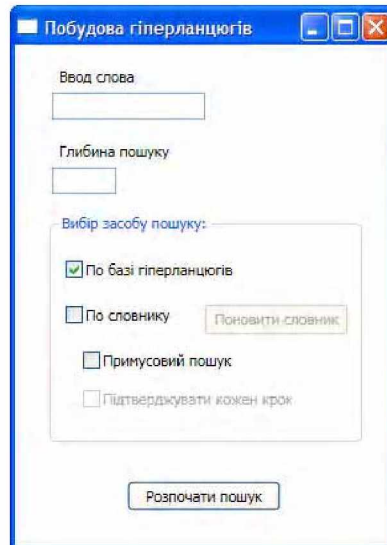 Побудова гіперланцюгів
Ввод слова
Глибина пошуку
Вибір засобу пошуку:
По базі гіперланцюгів
По словнику
Поновити словник
Примусовий пошук
Підтверджувати кожен крок
Розпочати пошук